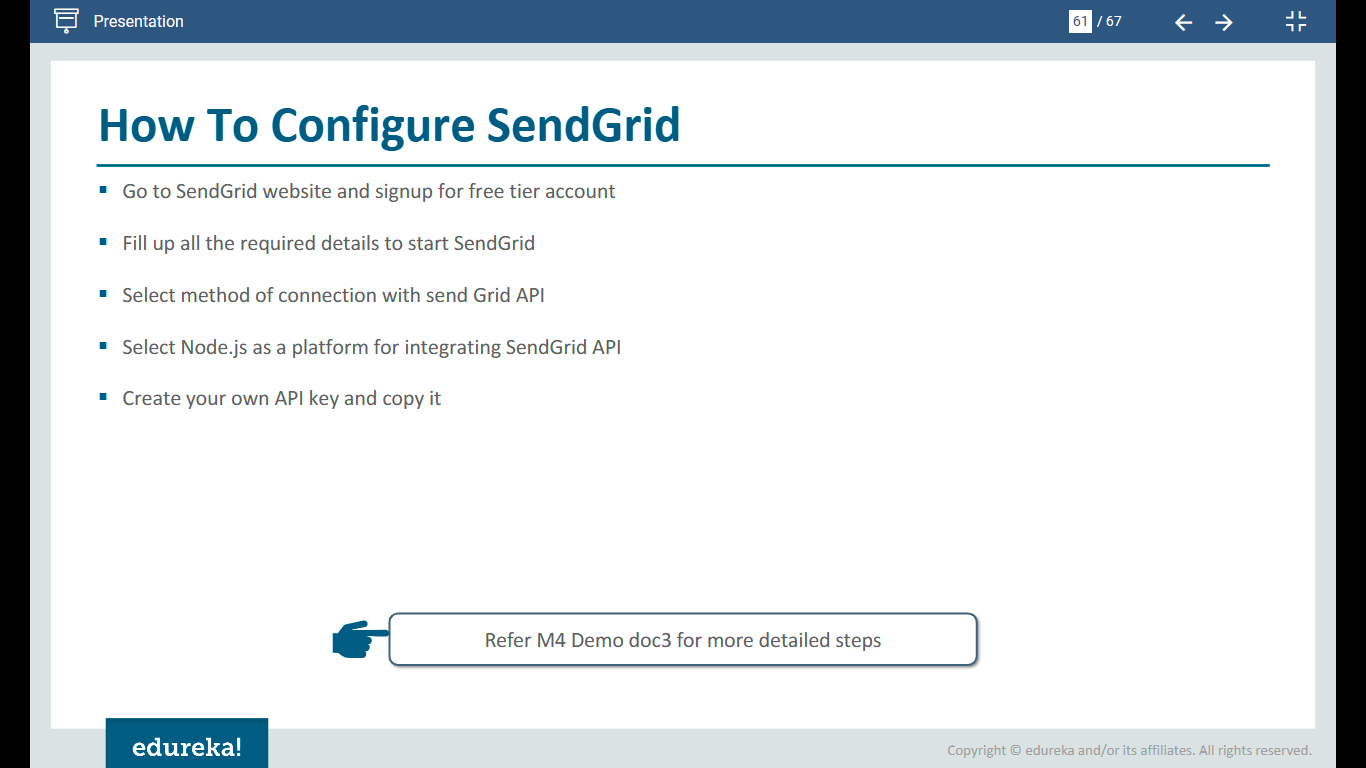 Presentation
61 / 67
How To Configure SendGrid
Go to SendGrid website and signup for free tier account
Fill up all the required details to start SendGrid
Select method of connection with send Grid API
Select Node.js as a platform for integrating SendGrid API
Create your own API key and copy it
Refer M4 Demo doc3 for more detailed steps
edureka!
Copyright © edureka and/or its affiliates. All rights reserved.